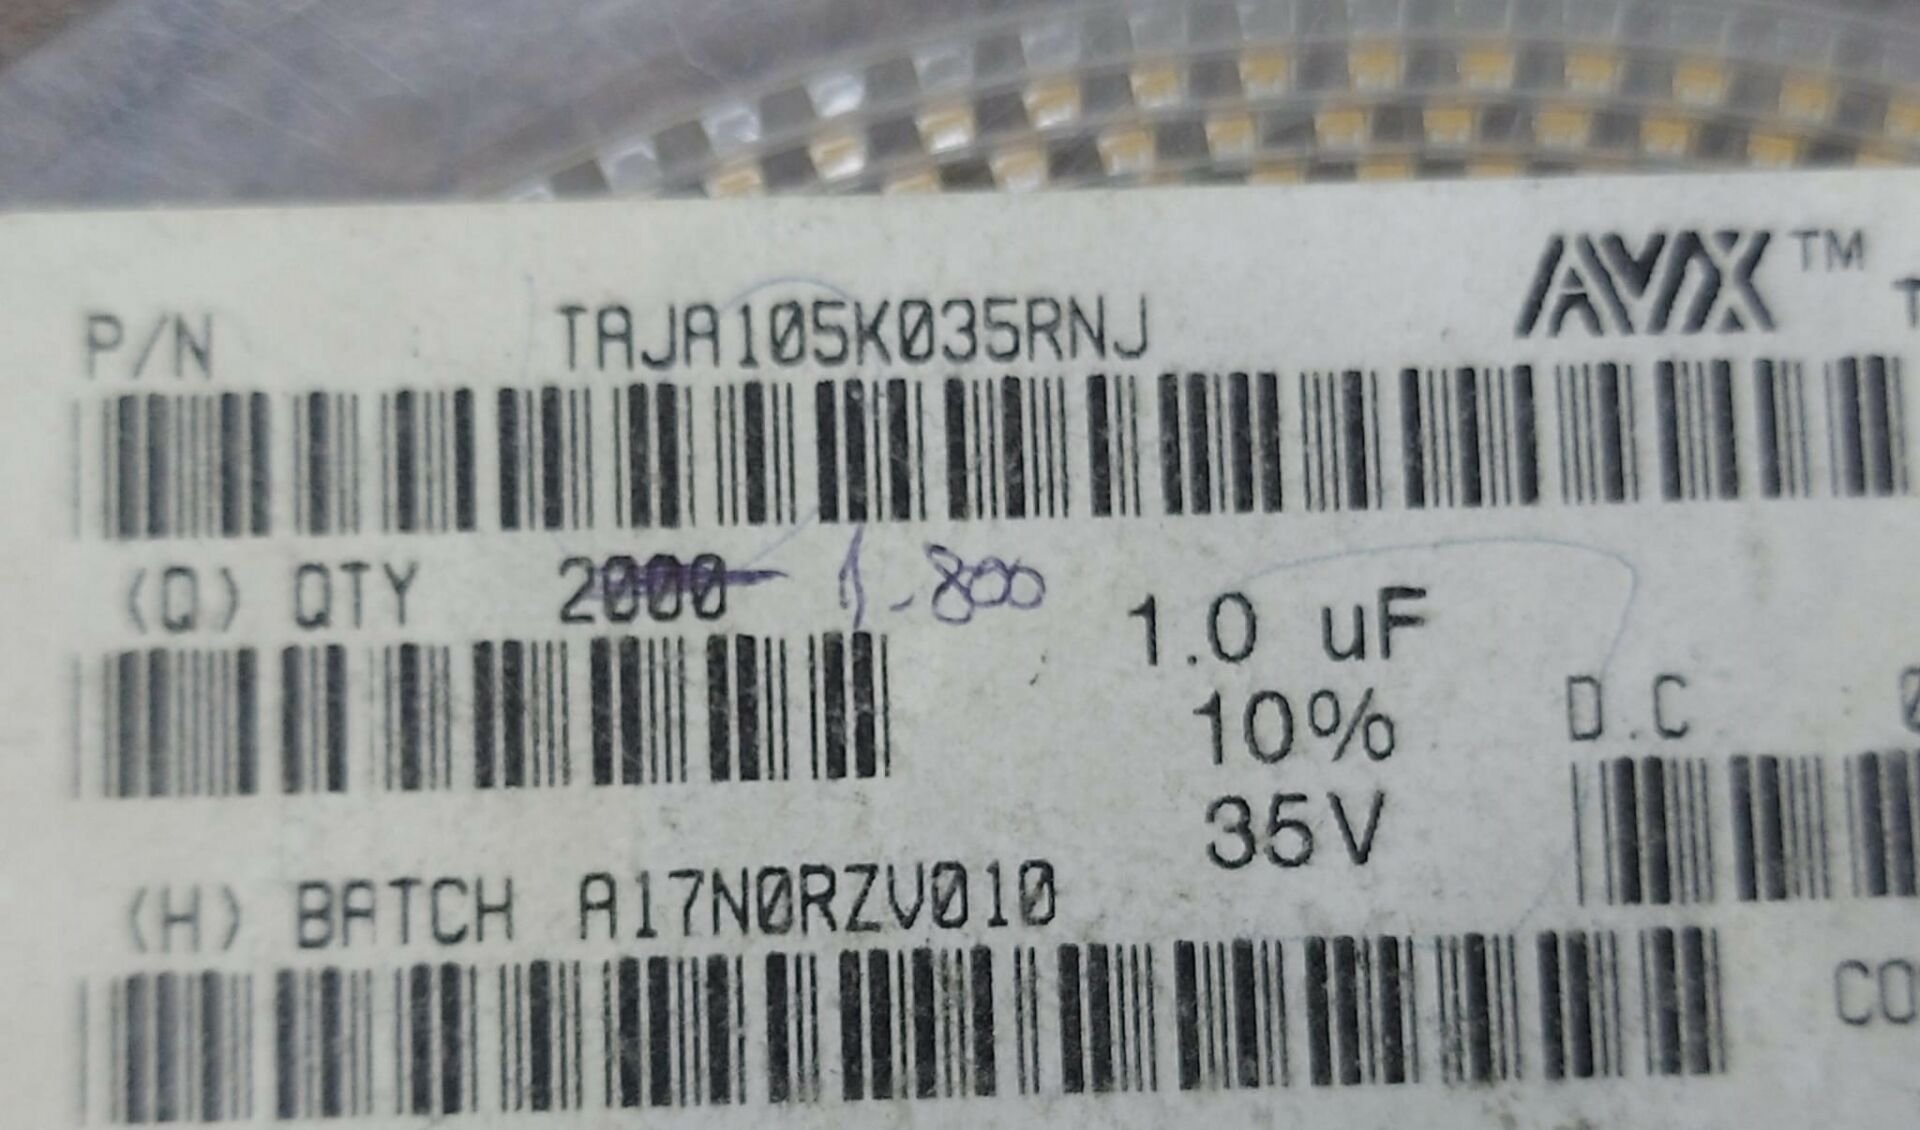 AVX™
P/N TAJA105K035RNJ
(Q) QTY 2000 1.800
1.0 uF
10%
35V
D.C
(H) BATCH A17N0RZV010